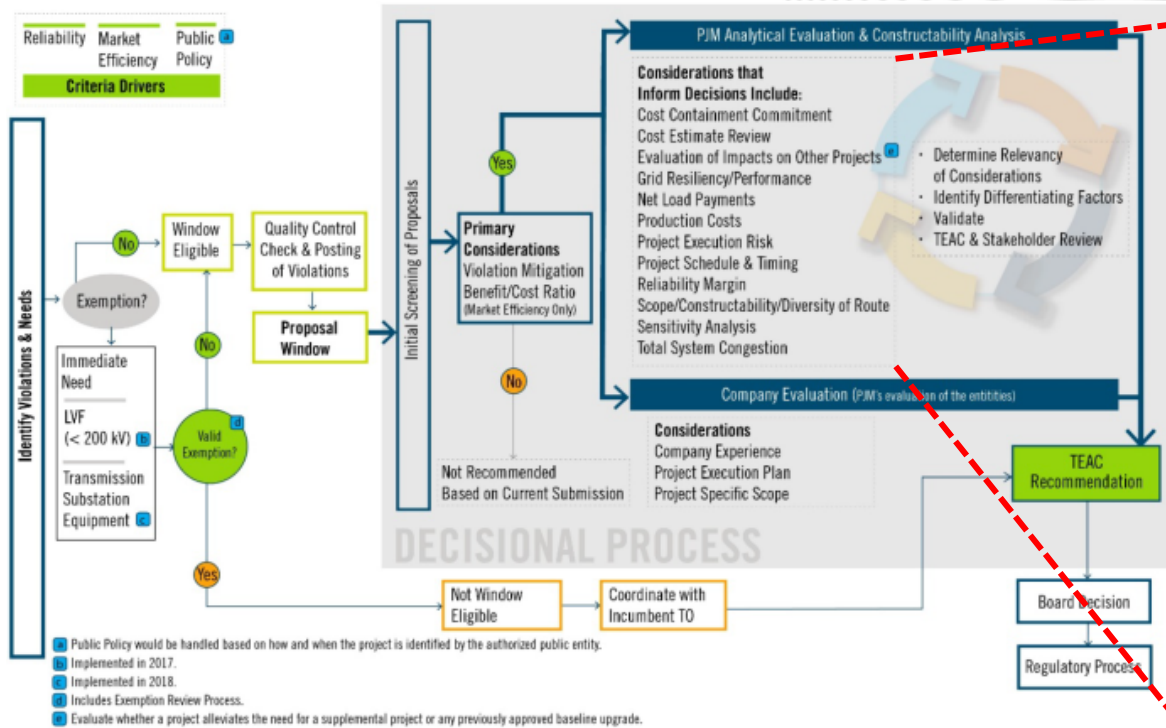 Reliability
Market
Efficiency
Public
Policy
a
Criteria Drivers
Identify Violations & Needs
Exemption?
No
Window
Eligible
Quality Control
Check & Posting
of Violations
Proposal
Window
Immediate
Need
LVF
(< 200 kV) b
Transmission
Substation
Equipment c
No
Valid
Exemption?
d
Yes
Initial Screening of Proposals
Primary
Considerations
Violation Mitigation
Benefit/Cost Ratio
(Market Efficiency Only)
Yes
No
Not Recommended
Based on Current Submission
PJM Analytical Evaluation & Constructability Analysis
Considerations that
Inform Decisions Include:
Cost Containment Commitment
Cost Estimate Review
Evaluation of Impacts on Other Projects e
Grid Resiliency/Performance
Net Load Payments
Production Costs
Project Execution Risk
Project Schedule & Timing
Reliability Margin
Scope/Constructability/Diversity of Route
Sensitivity Analysis
Total System Congestion
· Determine Relevancy
of Considerations
· Identify Differentiating Factors
· Validate
· TEAC & Stakeholder Review
Company Evaluation (PJM's evaluation of the entitities)
Considerations
Company Experience
Project Execution Plan
Project Specific Scope
TEAC
Recommendation
DECISIONAL PROCESS
Not Window
Eligible
Coordinate with
Incumbent TO
Board Decision
Regulatory Process
a Public Policy would be handled based on how and when the project is identified by the authorized public entity.
b Implemented in 2017.
c Implemented in 2018.
d Includes Exemption Review Process.
e Evaluate whether a project alleviates the need for a supplemental project or any previously approved baseline upgrade.